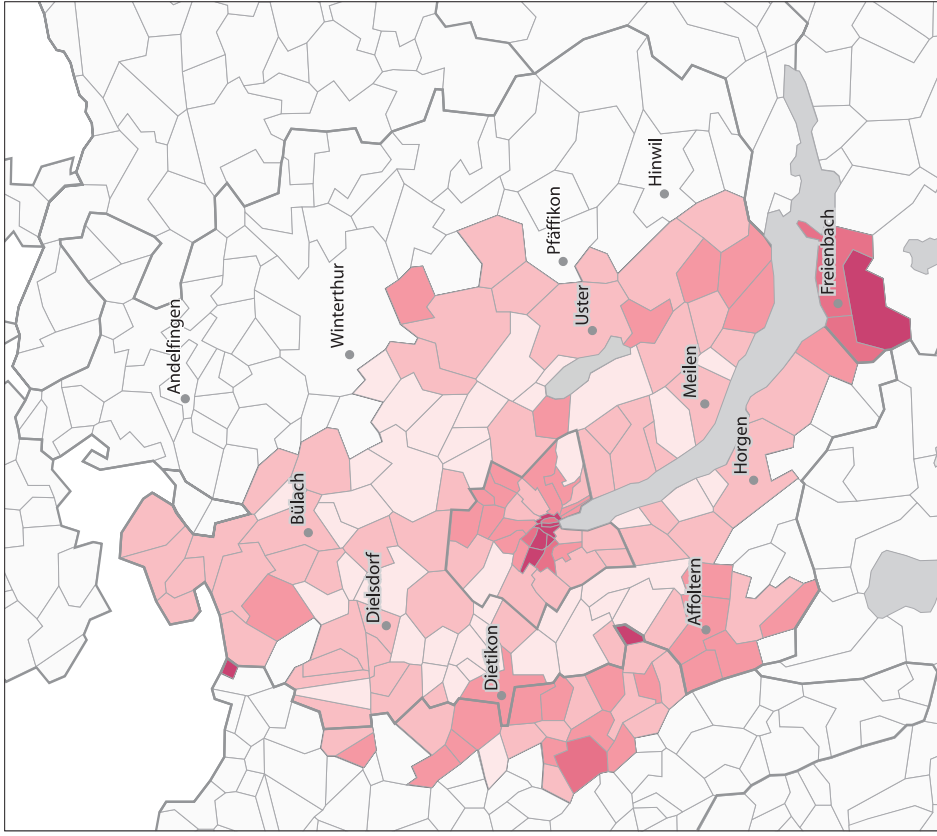 Andelfingen
Winterthur
Bülach
Pfäffikon
Hinwil
Dielsdorf
Uster
Dietikon
Meilen
Freienbach
Horgen
Affoltern